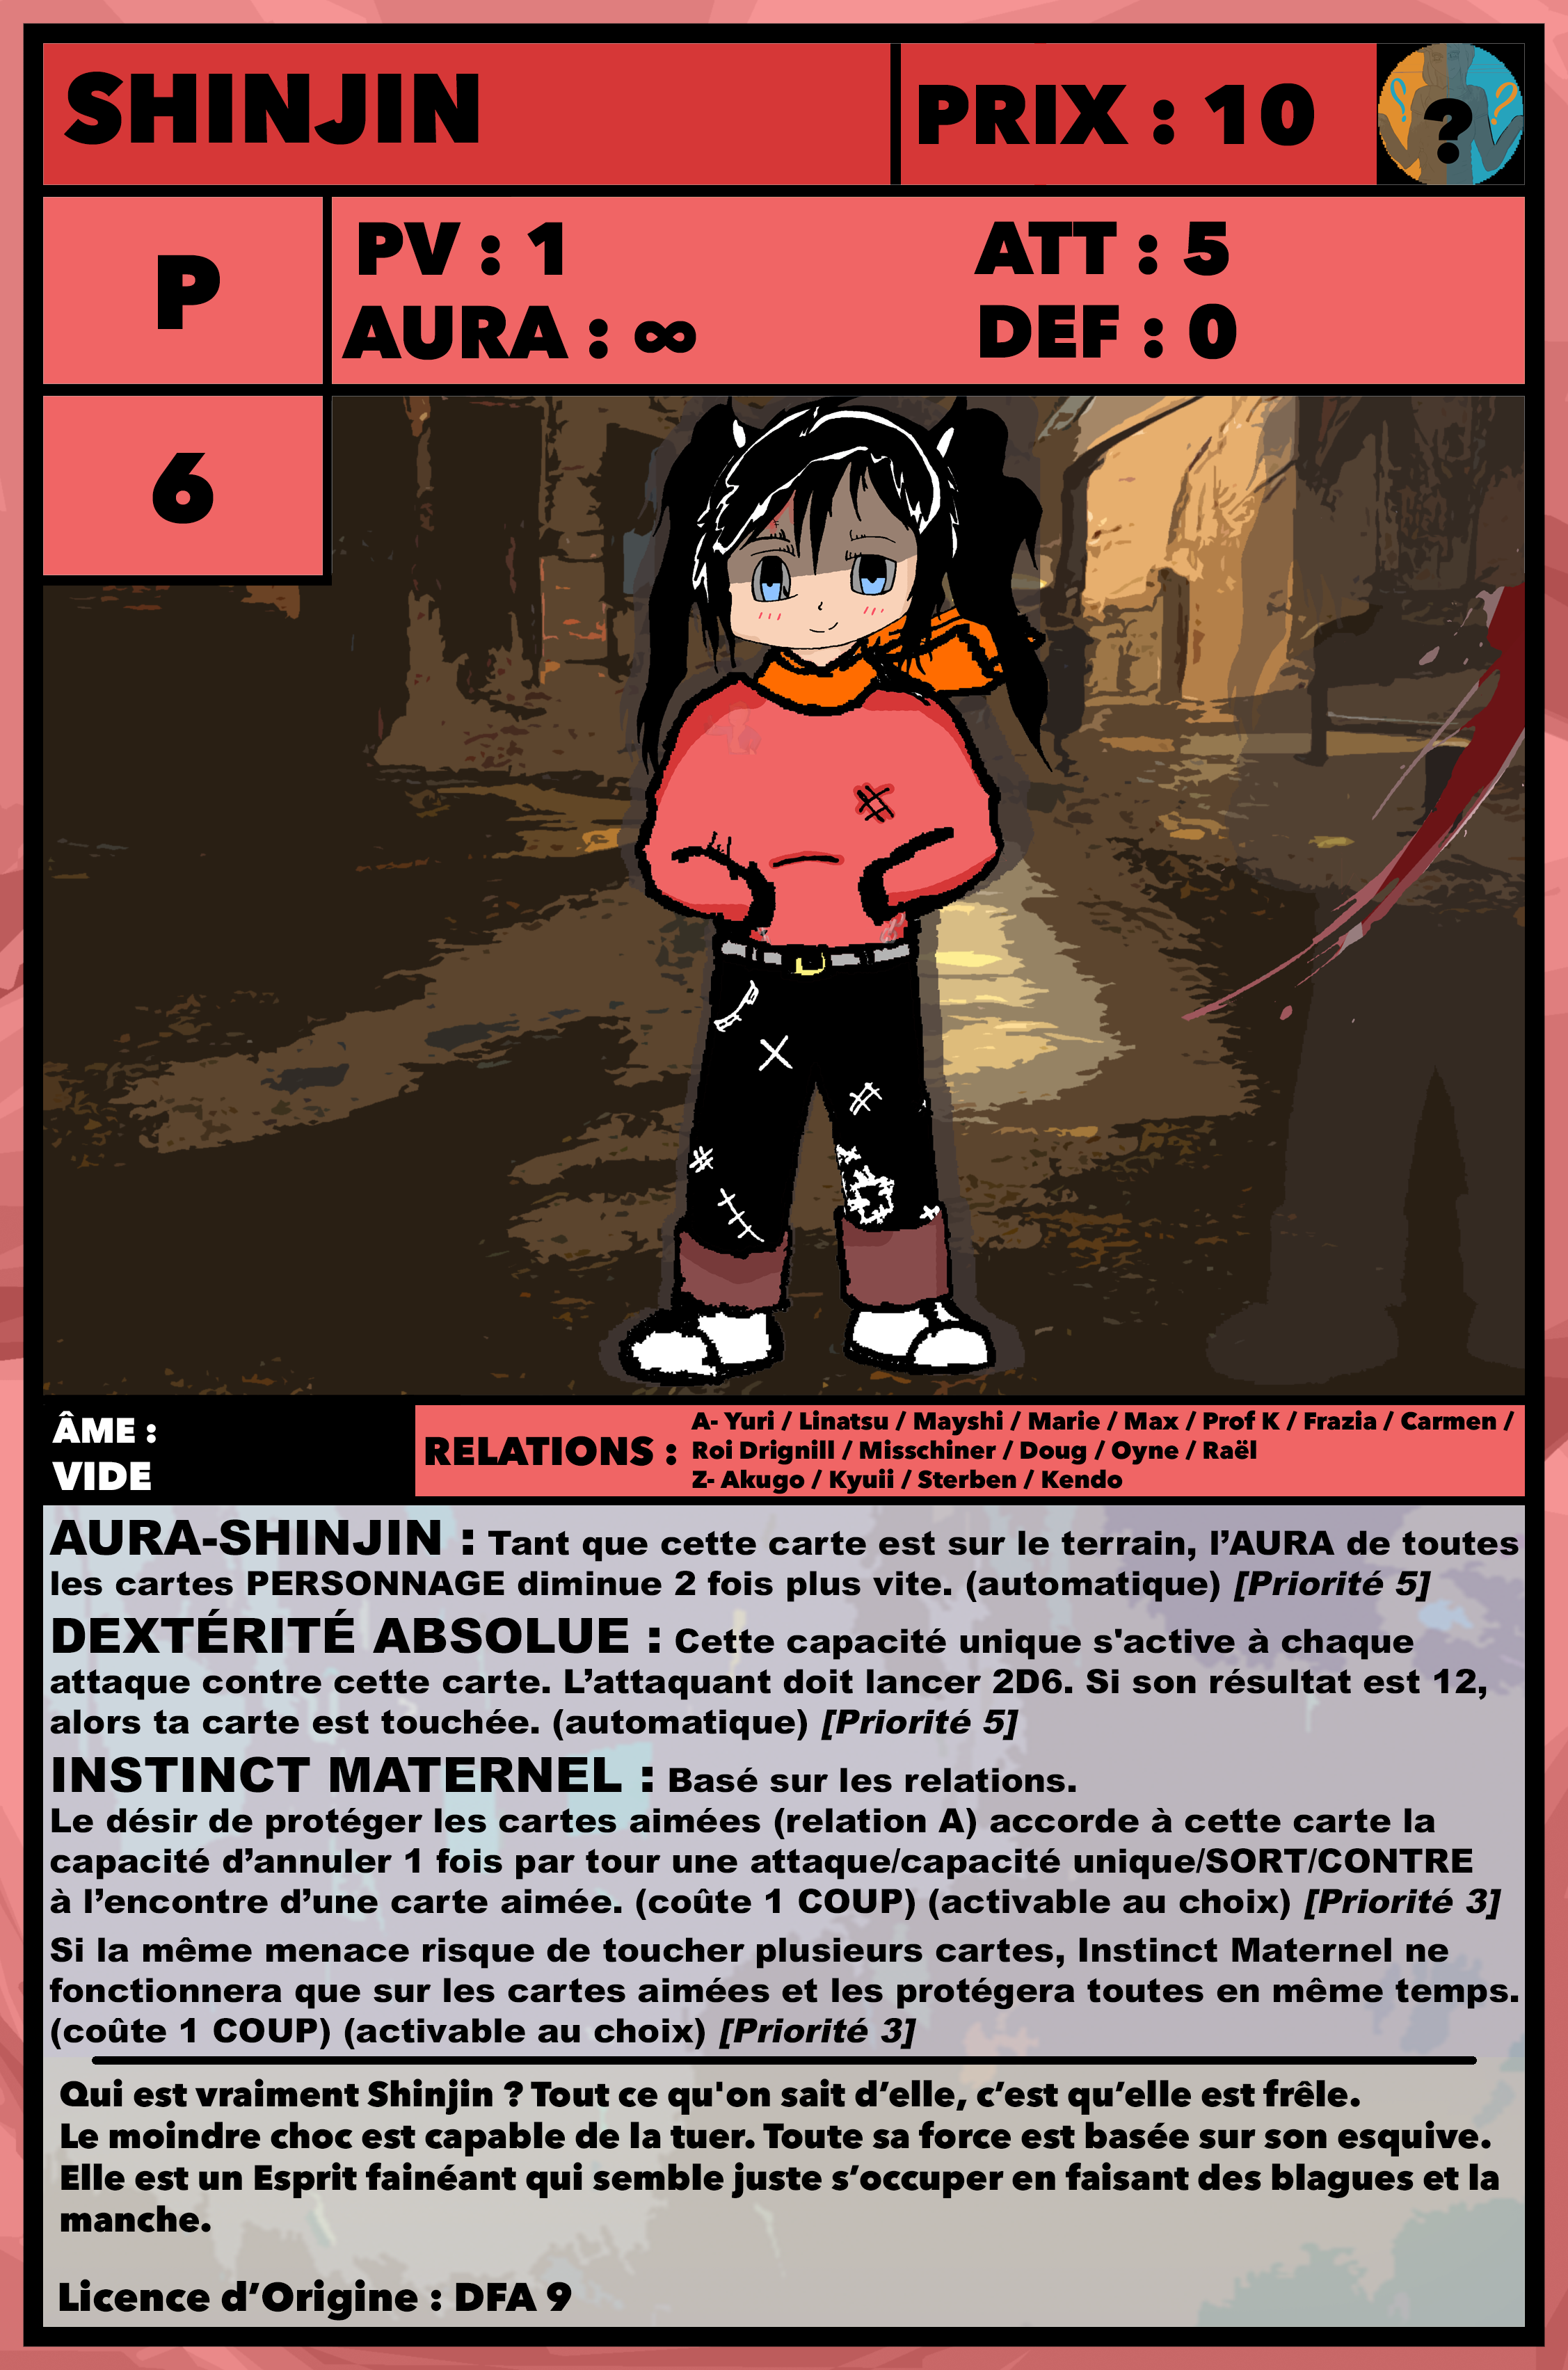 SHINJIN
PRIX : 10
?
P
PV : 1
ATT : 5
AURA : ∞
DEF : 0
6
ÂME :
VIDE
RELATIONS :
A- Yuri / Linatsu / Mayshi / Marie / Max / Prof K / Frazia / Carmen /
Roi Drignill / Misschiner / Doug / Oyne / Raël
Z- Akugo / Kyuii / Sterben / Kendo
AURA-SHINJIN : Tant que cette carte est sur le terrain, l’AURA de toutes
les cartes PERSONNAGE diminue 2 fois plus vite. (automatique) [Priorité 5]
DEXTÉRITÉ ABSOLUE : Cette capacité unique s'active à chaque
attaque contre cette carte. L’attaquant doit lancer 2D6. Si son résultat est 12,
alors ta carte est touchée. (automatique) [Priorité 5]
INSTINCT MATERNEL : Basé sur les relations.
Le désir de protéger les cartes aimées (relation A) accorde à cette carte la
capacité d’annuler 1 fois par tour une attaque/capacité unique/SORT/CONTRE
à l’encontre d’une carte aimée. (coûte 1 COUP) (activable au choix) [Priorité 3]
Si la même menace risque de toucher plusieurs cartes, Instinct Maternel ne
fonctionnera que sur les cartes aimées et les protégera toutes en même temps.
(coûte 1 COUP) (activable au choix) [Priorité 3]
Qui est vraiment Shinjin ? Tout ce qu'on sait d’elle, c’est qu’elle est frêle.
Le moindre choc est capable de la tuer. Toute sa force est basée sur son esquive.
Elle est un Esprit fainéant qui semble juste s’occuper en faisant des blagues et la
manche.
Licence d’Origine : DFA 9